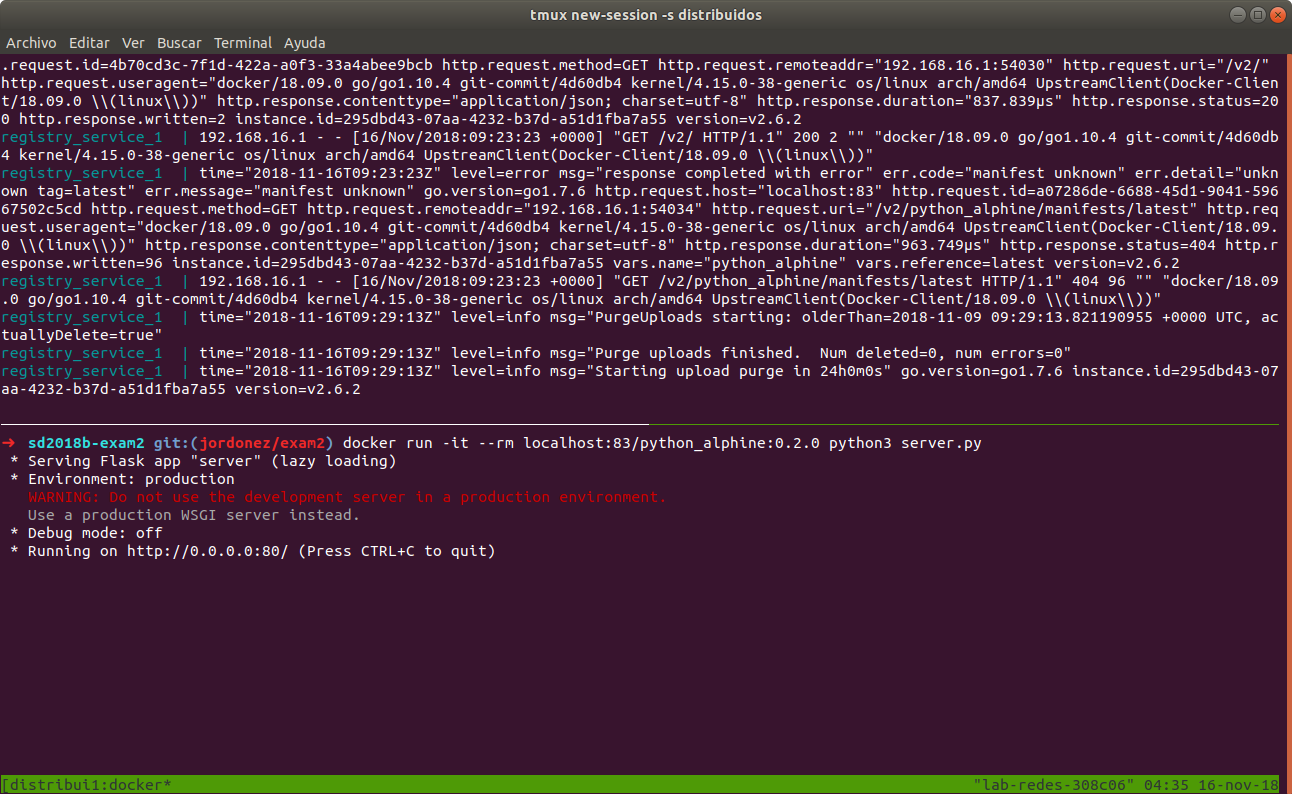 tmux new-session -s distribuidos
Archivo Editar Ver Buscar Terminal Ayuda
.request.id=4b70cd3c-7f1d-422a-a0f3-33a4abee9bcb http.request.method=GET http.request.remoteaddr="192.168.16.1:54030" http.request.uri="/v2/"
http.request.useragent="docker/18.09.0 go/go1.10.4 git-commit/4d60db4 kernel/4.15.0-38-generic os/linux arch/amd64 UpstreamClient(Docker-Clien
t/18.09.0 \\(linux\\))" http.response.contenttype="application/json; charset=utf-8" http.response.duration="837.839µs" http.response.status=20
0 http.response.written=2 instance.id=295dbd43-07aa-4232-b37d-a51d1fba7a55 version=v2.6.2
registry_service_1  | 192.168.16.1 - - [16/Nov/2018:09:23:23 +0000] "GET /v2/ HTTP/1.1" 200 2 "" "docker/18.09.0 go/go1.10.4 git-commit/4d60db
4 kernel/4.15.0-38-generic os/linux arch/amd64 UpstreamClient(Docker-Client/18.09.0 \\(linux\\))"
registry_service_1  | time="2018-11-16T09:23:23Z" level=error msg="response completed with error" err.code="manifest unknown" err.detail="unkn
own tag=latest" err.message="manifest unknown" go.version=go1.7.6 http.request.host="localhost:83" http.request.id=a07286de-6688-45d1-9041-596
67502c5cd http.request.method=GET http.request.remoteaddr="192.168.16.1:54034" http.request.uri="/v2/python_alphine/manifests/latest" http.req
uest.useragent="docker/18.09.0 go/go1.10.4 git-commit/4d60db4 kernel/4.15.0-38-generic os/linux arch/amd64 UpstreamClient(Docker-Client/18.09.
0 \\(linux\\))" http.response.contenttype="application/json; charset=utf-8" http.response.duration="963.749µs" http.response.status=404 http.r
esponse.written=96 instance.id=295dbd43-07aa-4232-b37d-a51d1fba7a55 vars.name="python_alphine" vars.reference=latest version=v2.6.2
registry_service_1  | 192.168.16.1 - - [16/Nov/2018:09:23:23 +0000] "GET /v2/python_alphine/manifests/latest HTTP/1.1" 404 96 "" "docker/18.09
.0 go/go1.10.4 git-commit/4d60db4 kernel/4.15.0-38-generic os/linux arch/amd64 UpstreamClient(Docker-Client/18.09.0 \\(linux\\))"
registry_service_1  | time="2018-11-16T09:29:13Z" level=info msg="PurgeUploads starting: olderThan=2018-11-09 09:29:13.821190955 +0000 UTC, ac
tuallyDelete=true"
registry_service_1  | time="2018-11-16T09:29:13Z" level=info msg="Purge uploads finished.  Num deleted=0, num errors=0"
registry_service_1  | time="2018-11-16T09:29:13Z" level=info msg="Starting upload purge in 24h0m0s" go.version=go1.7.6 instance.id=295dbd43-07
aa-4232-b37d-a51d1fba7a55 version=v2.6.2
➜  sd2018b-exam2 git:(jordonez/exam2) docker run -it --rm localhost:83/python_alphine:0.2.0 python3 server.py
 * Serving Flask app "server" (lazy loading)
 * Environment: production
   WARNING: Do not use the development server in a production environment.
   Use a production WSGI server instead.
 * Debug mode: off
 * Running on http://0.0.0.0:80/ (Press CTRL+C to quit)
[distribui1:docker* "lab-redes-308c06" 04:35 16-nov-18